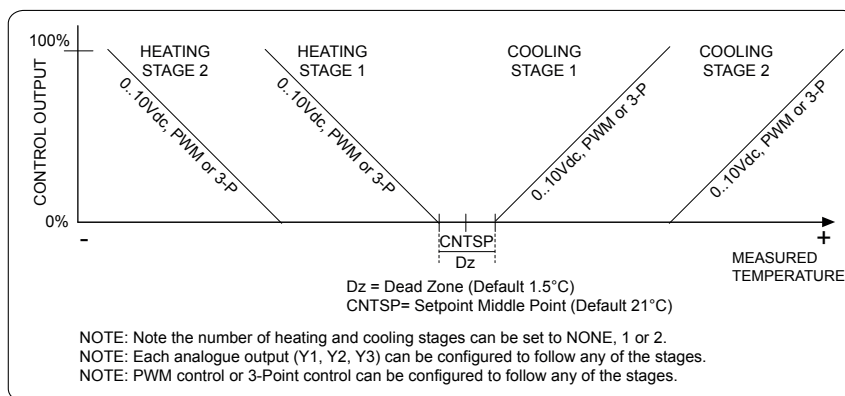 100%
HEATING
STAGE 2
HEATING
STAGE 1
COOLING
STAGE 1
COOLING
STAGE 2
CONTROL OUTPUT
0..10Vdc, PWM or 3-P
0..10Vdc, PWM or 3-P
0..10Vdc, PWM or 3-P
0..10Vdc, PWM or 3-P
0%
-
CNTSP
+
Dz
MEASURED
TEMPERATURE
Dz = Dead Zone (Default 1.5°C)
CNTSP= Setpoint Middle Point (Default 21°C)
NOTE: Note the number of heating and cooling stages can be set to NONE, 1 or 2.
NOTE: Each analogue output (Y1, Y2, Y3) can be configured to follow any of the stages.
NOTE: PWM control or 3-Point control can be configured to follow any of the stages.